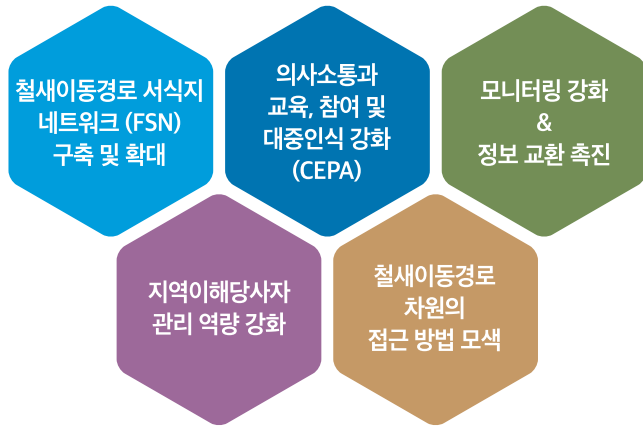 철새이동경로 서식지
네트워크 (FSN)
구축 및 확대
의사소통과
교육, 참여 및
대중인식 강화
(CEPA)
모니터링 강화
&
정보 교환 촉진
지역이해당사자
관리 역량 강화
철새이동경로
차원의
접근 방법 모색